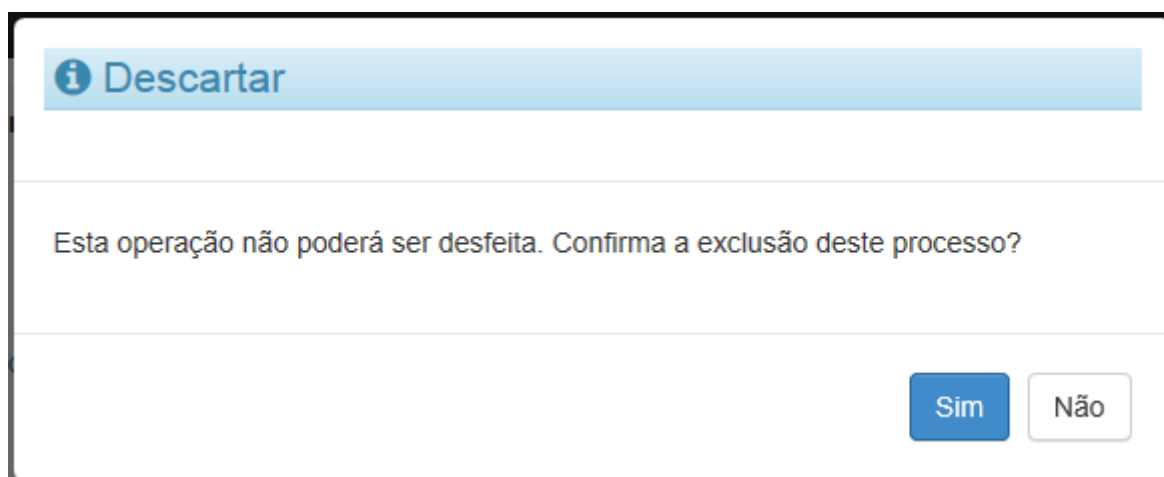 Descartar
Esta operação não poderá ser desfeita. Confirma a exclusão deste processo?
Sim
Não